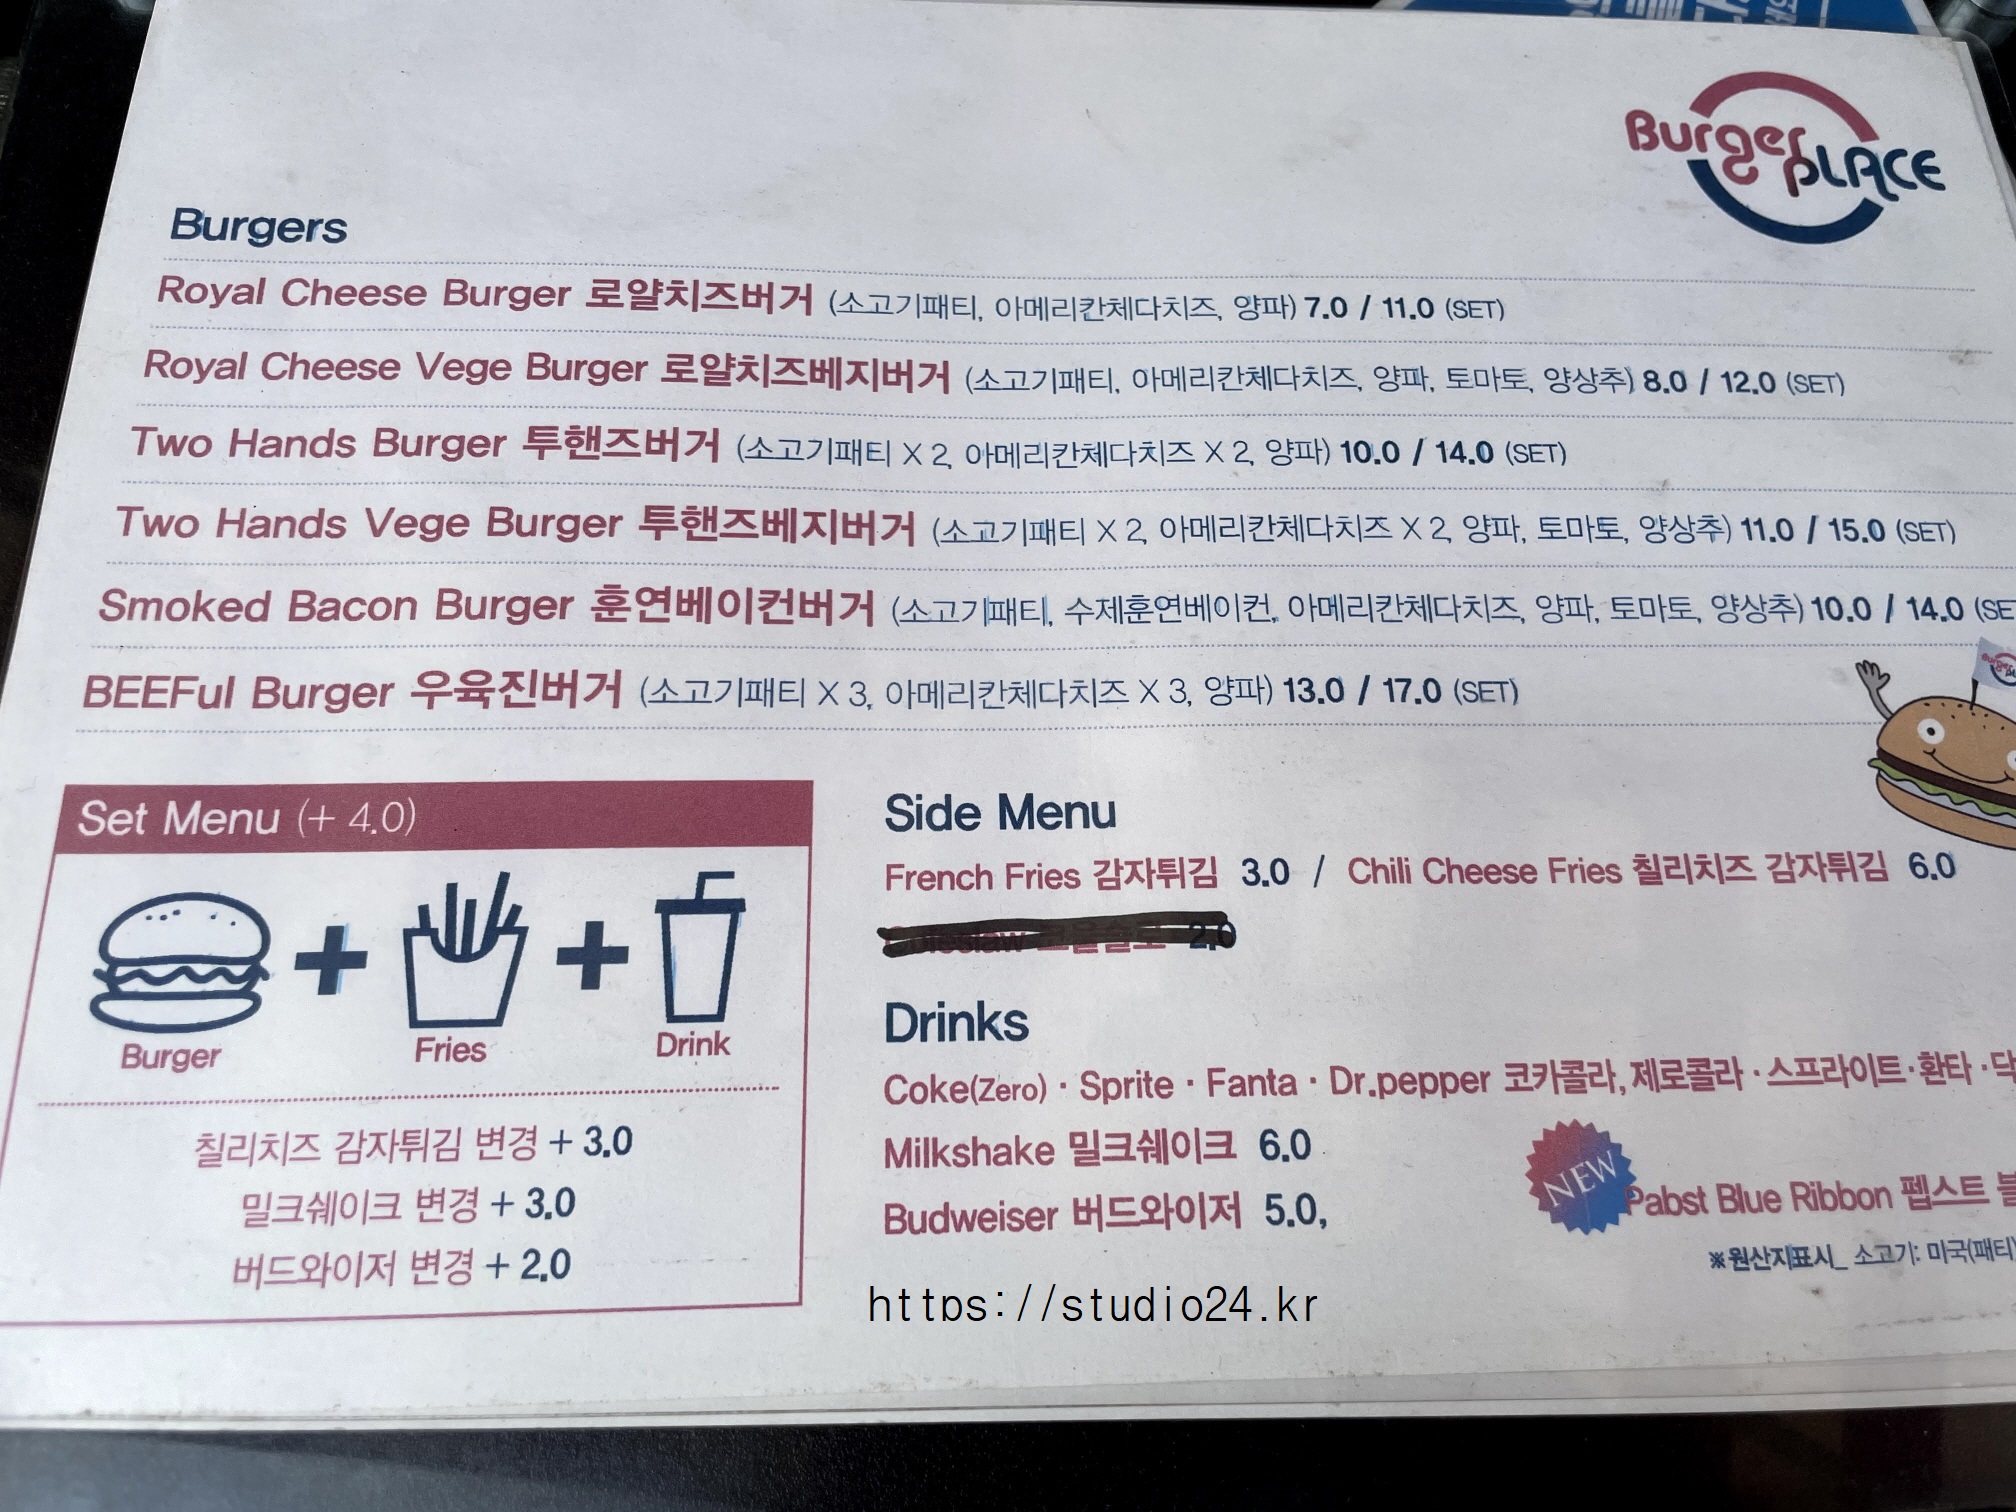 Burger PLACE
Burgers
Royal Cheese Burger 로얄치즈버거 (소고기패티, 아메리칸체다치즈, 양파) 7.0 / 11.0 (SET)
Royal Cheese Vege Burger 로얄치즈베지버거 (소고기패티, 아메리칸체다치즈, 양파, 토마토, 양상추) 8.0 / 12.0 (SET)
Two Hands Burger 투핸즈버거 (소고기패티 X 2, 아메리칸체다치즈 X 2, 양파) 10.0 / 14.0 (SET)
Two Hands Vege Burger 투핸즈베지버거 (소고기패티 X 2, 아메리칸체다치즈 X 2, 양파, 토마토, 양상추) 11.0 / 15.0 (SET)
Smoked Bacon Burger 훈연베이컨버거 (소고기패티, 수제훈연베이컨, 아메리칸체다치즈, 양파, 토마토, 양상추) 10.0 / 14.0 (SE
BEEFul Burger 우육진버거 (소고기패티 X 3, 아메리칸체다치즈 X 3, 양파) 13.0 / 17.0 (SET)
Set Menu (+ 4.0)
Burger + Fries + Drink
칠리치즈 감자튀김 변경 + 3.0
밀크쉐이크 변경 + 3.0
버드와이저 변경 + 2.0
Side Menu
French Fries 감자튀김 3.0 / Chili Cheese Fries 칠리치즈 감자튀김 6.0
2.0
Drinks
Coke(Zero) · Sprite · Fanta · Dr.pepper 코카콜라, 제로콜라 · 스프라이트 · 환타 · 닥
Milkshake 밀크쉐이크 6.0
Budweiser 버드와이저 5.0,
NEW Pabst Blue Ribbon 펩스트 블
※원산지표시_ 소고기: 미국(패티)
https://studio24.kr